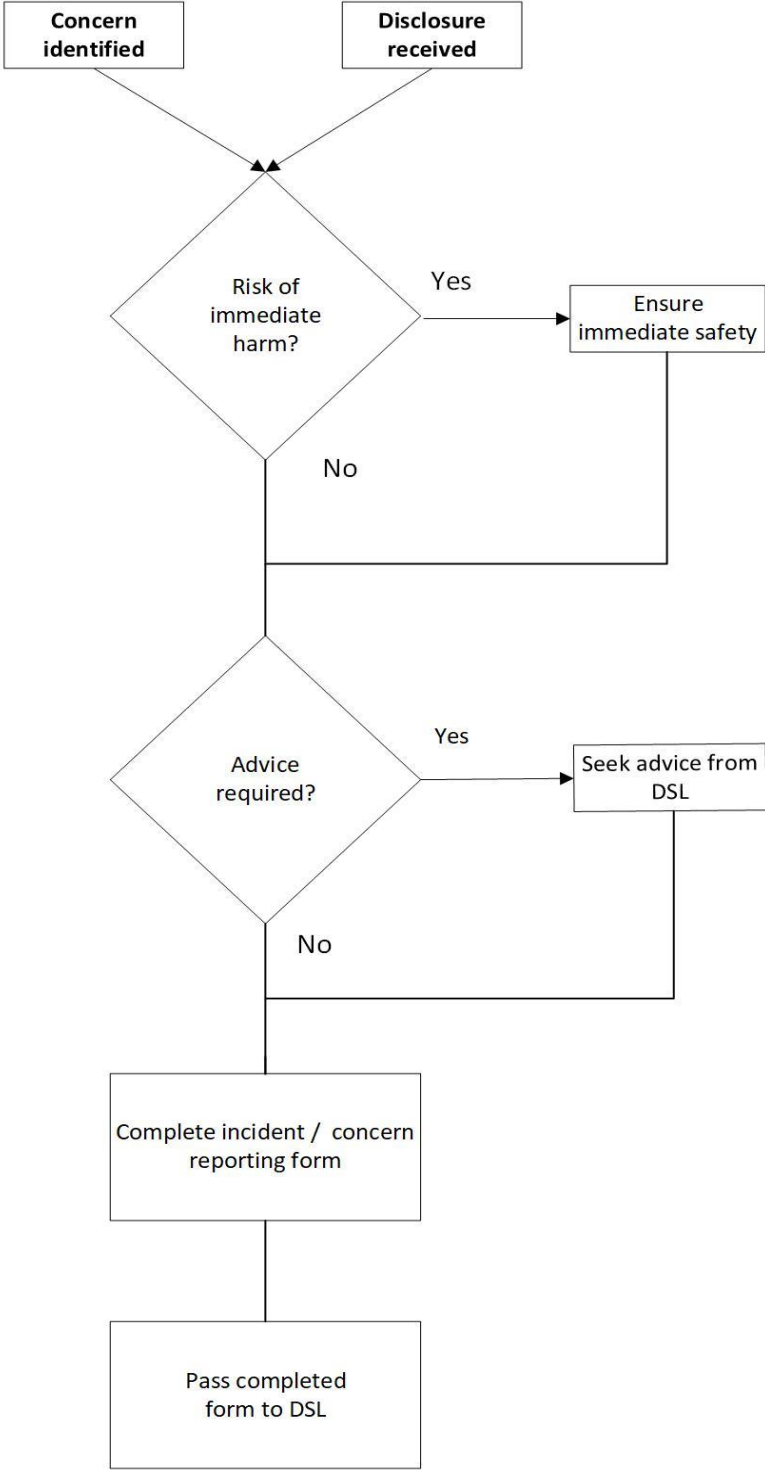 Concern
identified
Disclosure
received
Risk of
immediate
harm?
Yes
Ensure
immediate safety
No
Advice
required?
Yes
Seek advice from
DSL
No
Complete incident / concern
reporting form
Pass completed
form to DSL